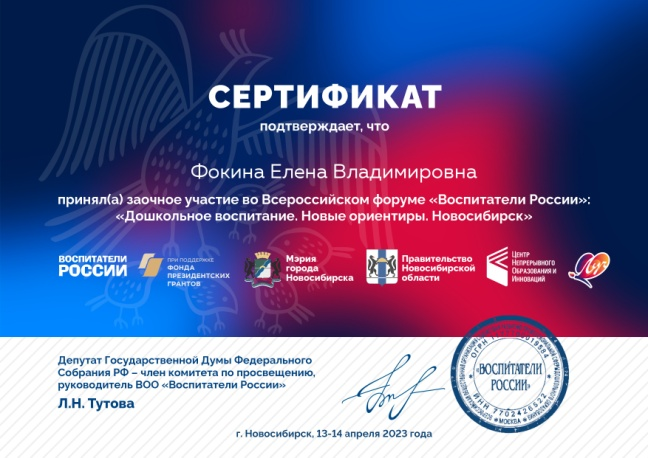 СЕРТИФИКАТ
подтверждает, что
Фокина Елена Владимировна
принял(а) заочное участие во Всероссийском форуме «Воспитатели России»:
«Дошкольное воспитание. Новые ориентиры. Новосибирск»
ВОСПИТАТЕЛИ
РОССИИ
ПРИ ПОДДЕРЖКЕ
ФОНДА
ПРЕЗИДЕНТСКИХ
ГРАНТОВ
Мэрия
города
Новосибирска
Правительство
Новосибирской
области
Центр
Непрерывного
Образования и
Инноваций
Луз
Депутат Государственной Думы Федерального
Собрания РФ – член комитета по просвещению,
руководитель ВОО «Воспитатели России»
Л.Н. Тутова
«ВОСПИТАТЕЛИ
РОССИИ»
ИНН 7702426522
МОСКВА
г. Новосибирск, 13-14 апреля 2023 года